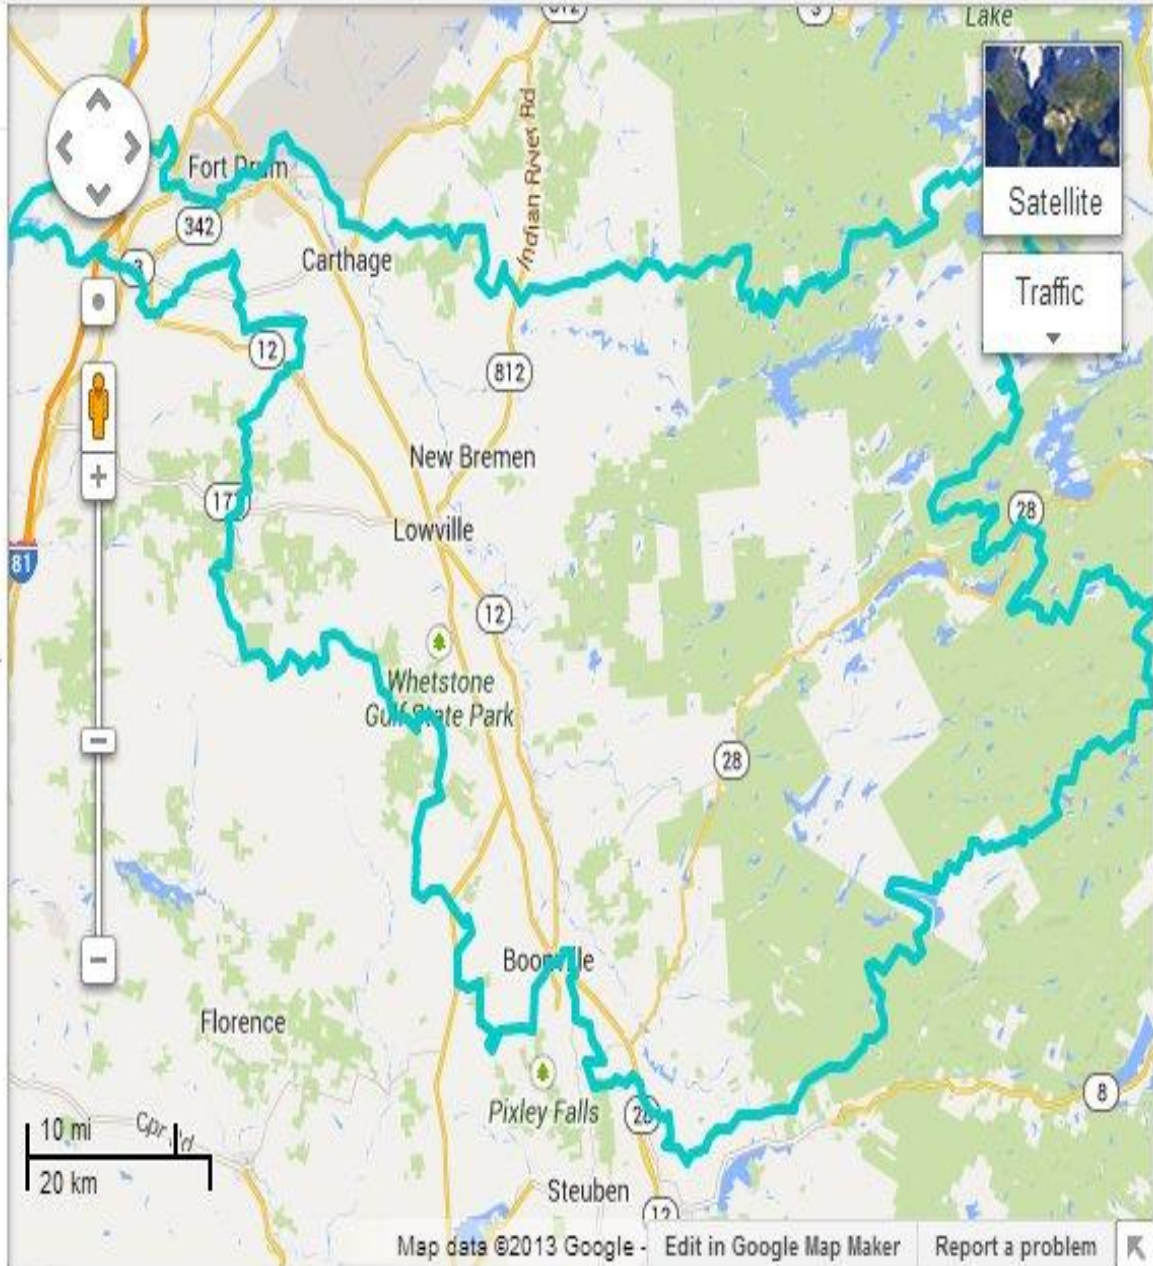 3
Lake
Satellite
Traffic
Indian River Rd
Fort Drum
342
Carthage
3
12
812
New Bremen
Lowville
28
81
12
Whetstone
Gulf State Park
28
Boonville
Florence
Pixley Falls
8
10 mi
20 km
Steuben
12
Map data ©2013 Google -
Edit in Google Map Maker
Report a problem